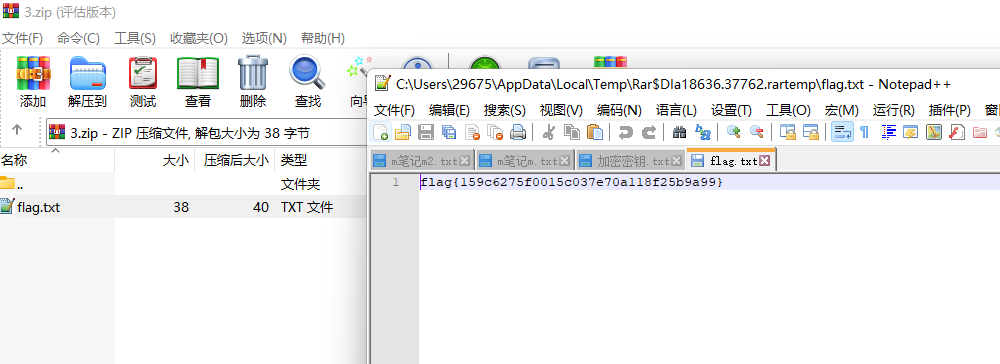 3.zip (评估版本)
文件(F) 命令(C) 工具(S) 收藏夹(O) 选项(N) 帮助(H)
添加 解压到 测试 查看 删除 查找 向导
3.zip - ZIP 压缩文件, 解包大小为 38 字节
名称 大小 压缩后大小 类型
.. 文件夹
flag.txt 38 40 TXT 文件
C:\Users\29675\AppData\Local\Temp\Rar$DIa18636.37762.rartemp\flag.txt - Notepad++
文件(F) 编辑(E) 搜索(S) 视图(V) 编码(N) 语言(L) 设置(T) 工具(O) 宏(M) 运行(R) 插件(P) 窗
m笔记m2.txt m笔记m.txt 加密密钥.txt flag.txt
1 flag{159c6275f0015c037e70a118f25b9a99}